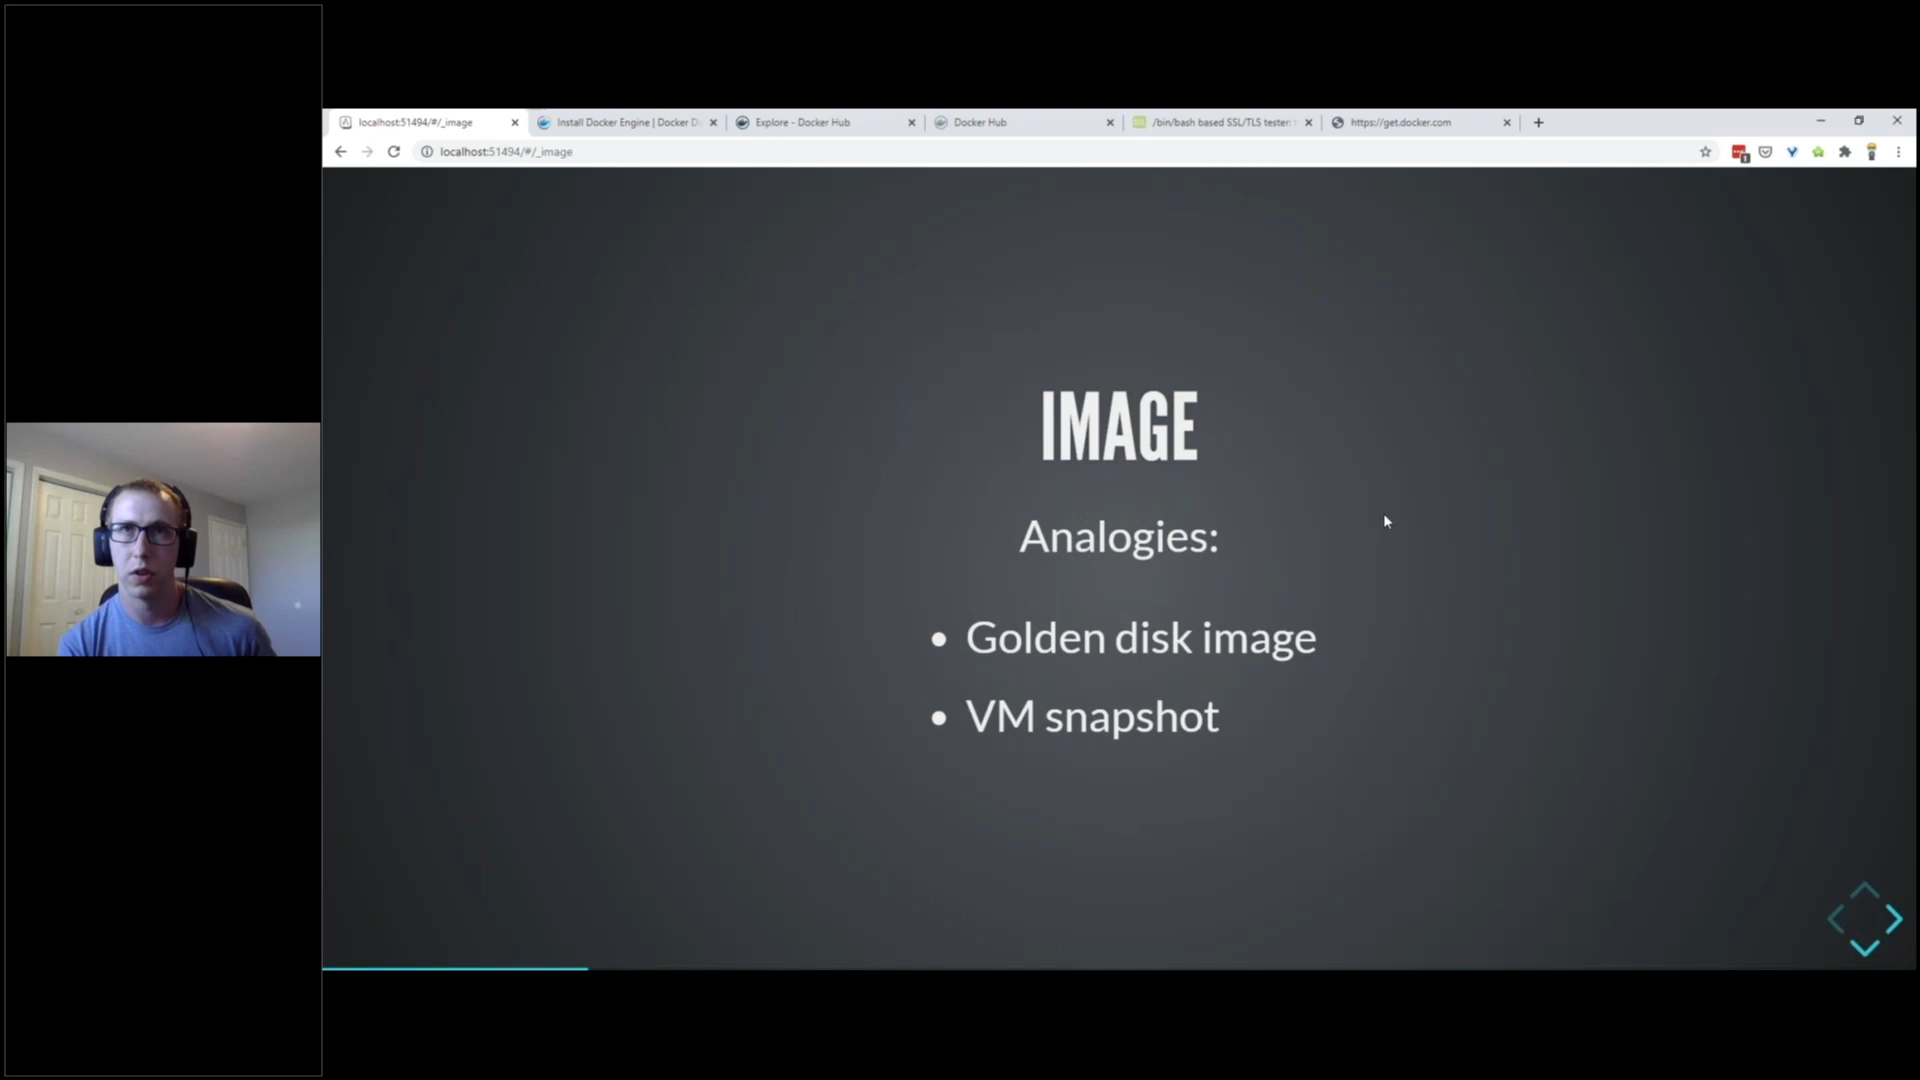 localhost:51494/#/_image
Install Docker Engine | Docker D
Explore - Docker Hub
Docker Hub
/bin/bash based SSL/TLS tester:
https://get.docker.com
localhost:51494/#/_image
1
IMAGE
Analogies:
• Golden disk image
• VM snapshot